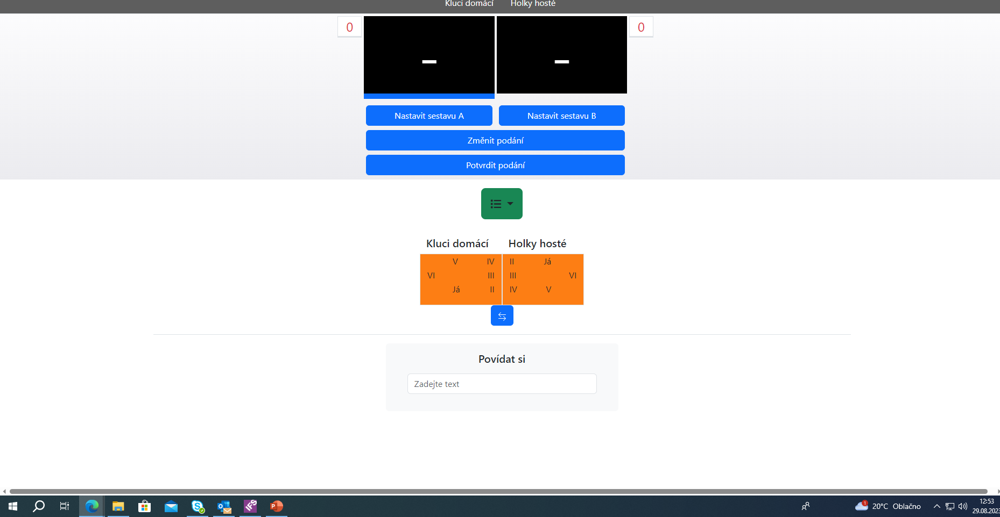 Kluci domácí Holky hosté
0 – – 0
Nastavit sestavu A Nastavit sestavu B
Změnit podání
Potvrdit podání
Kluci domácí Holky hosté
V IV II Já
VI III III VI
Já II IV V
Povídat si
Zadejte text
1 20°C Oblačno 12:53
29.08.2023